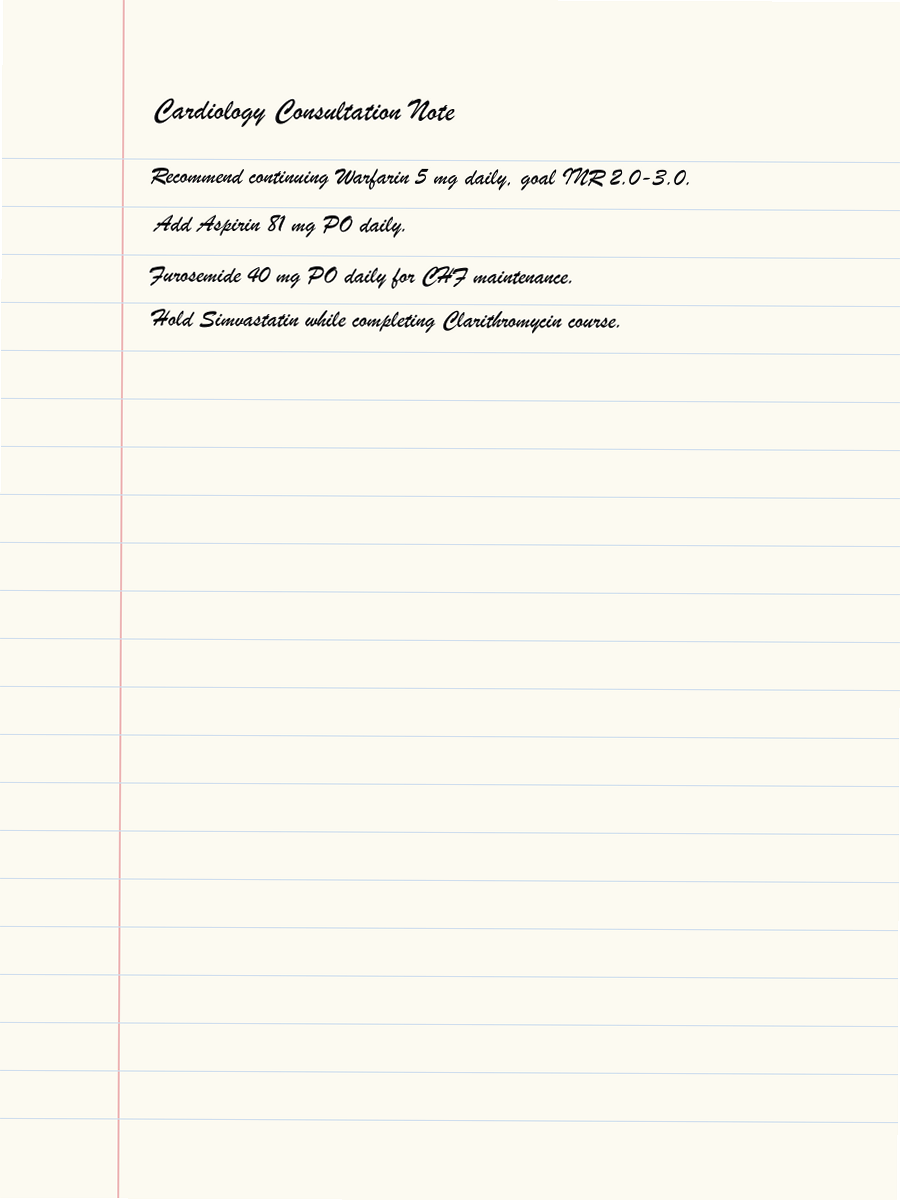 Cardiology Consultation Note
Recommend continuing Warfarin 5 mg daily, goal INR 2.0-3.0.
Add Aspirin 81 mg PO daily.
Furosemide 40 mg PO daily for CHF maintenance.
Hold Simvastatin while completing Clarithromycin course.